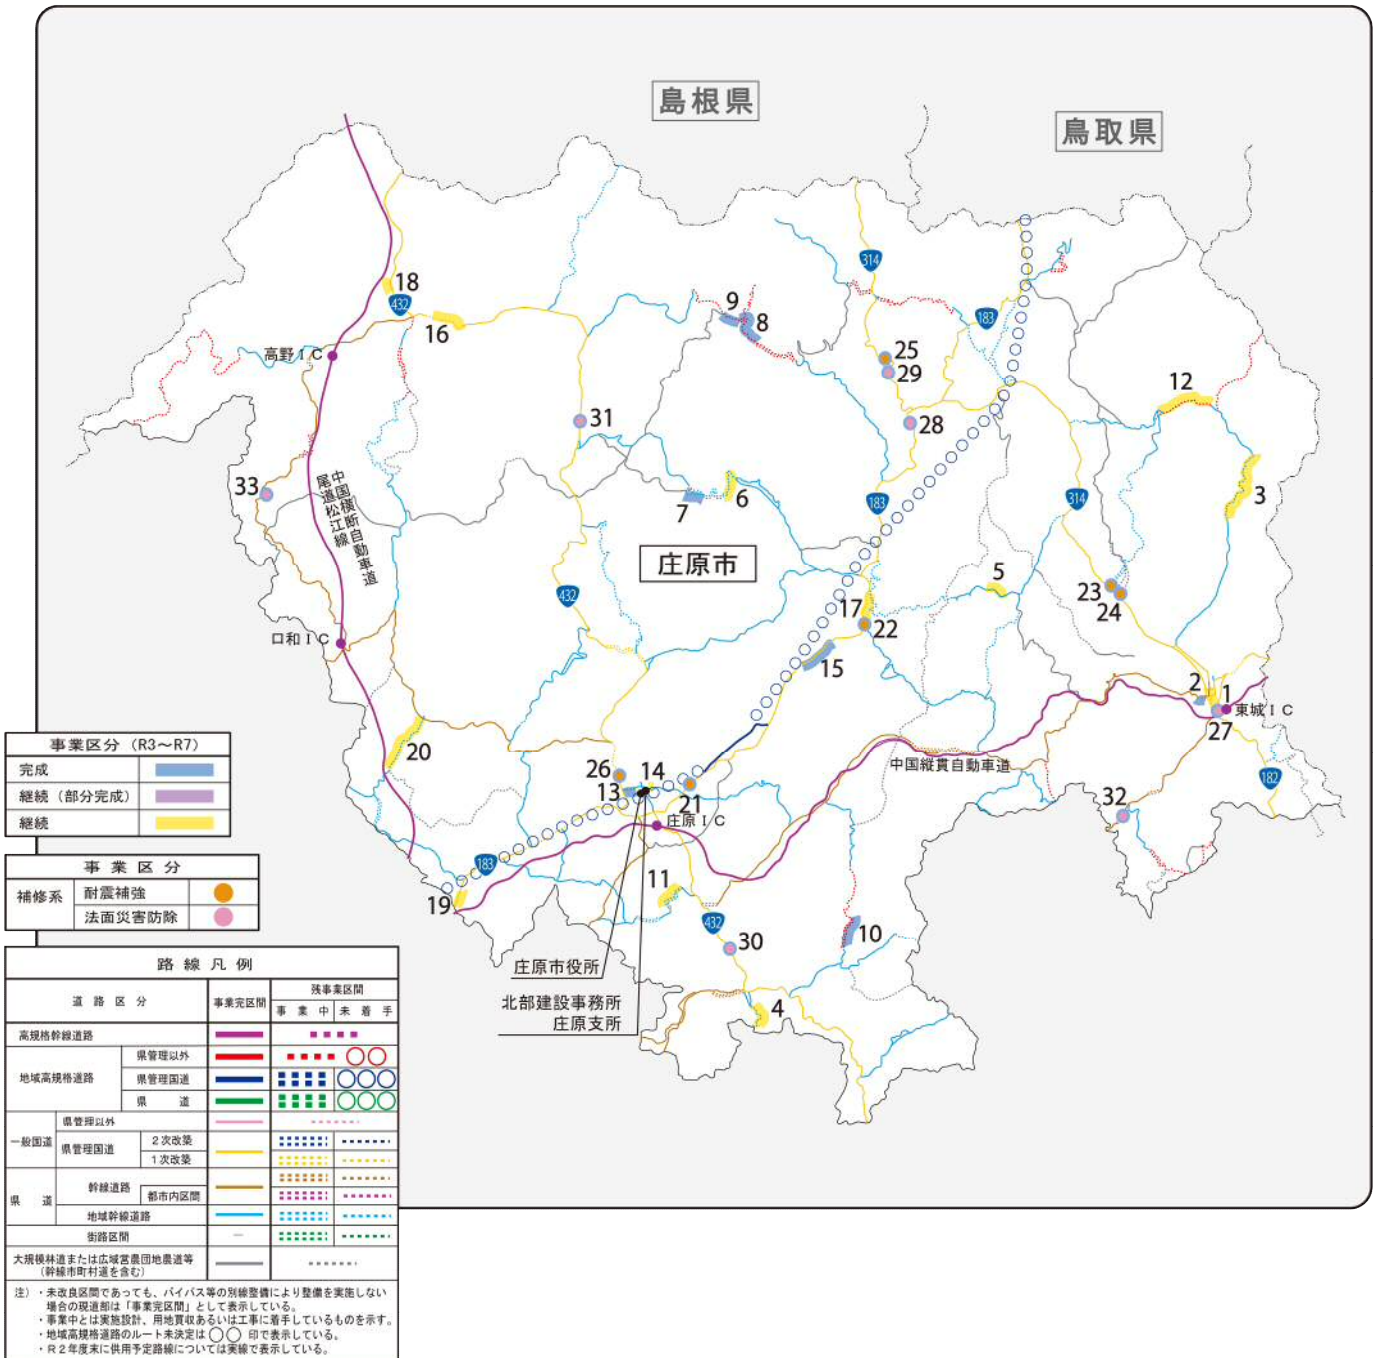 島根県
鳥取県
314
18
432
9
8
183
16
高野ＩＣ
25
29
12
31
28
中国横断自動車道
尾道松江線
33
6
7
183
314
3
庄原市
5
432
17
22
23
24
口和ＩＣ
15
2
1
東城ＩＣ
27
20
中国縦貫自動車道
182
26
14
13
21
庄原ＩＣ
32
183
11
19
432
30
10
庄原市役所
北部建設事務所
庄原支所
4
事業区分（R3～R7）
完成
継続（部分完成）
継続
事業区分
補修系
耐震補強
法面災害防除
路線凡例
道路区分
事業完区間
残事業区間
事業中
未着手
高規格幹線道路
地域高規格道路
県管理以外
県管理国道
県道
一般国道
県管理以外
県管理国道
２次改築
１次改築
県道
幹線道路
都市内区間
地域幹線道路
街路区間
大規模林道または広域営農団地農道等
（幹線市町村道を含む）
注）・未改良区間であっても、バイパス等の別線整備により整備を実施しない
場合の現道部は「事業完区間」として表示している。
・事業中とは実施設計、用地買収あるいは工事に着手しているものを示す。
・地域高規格道路のルート未決定は○○印で表示している。
・Ｒ２年度末に供用予定路線については実線で表示している。